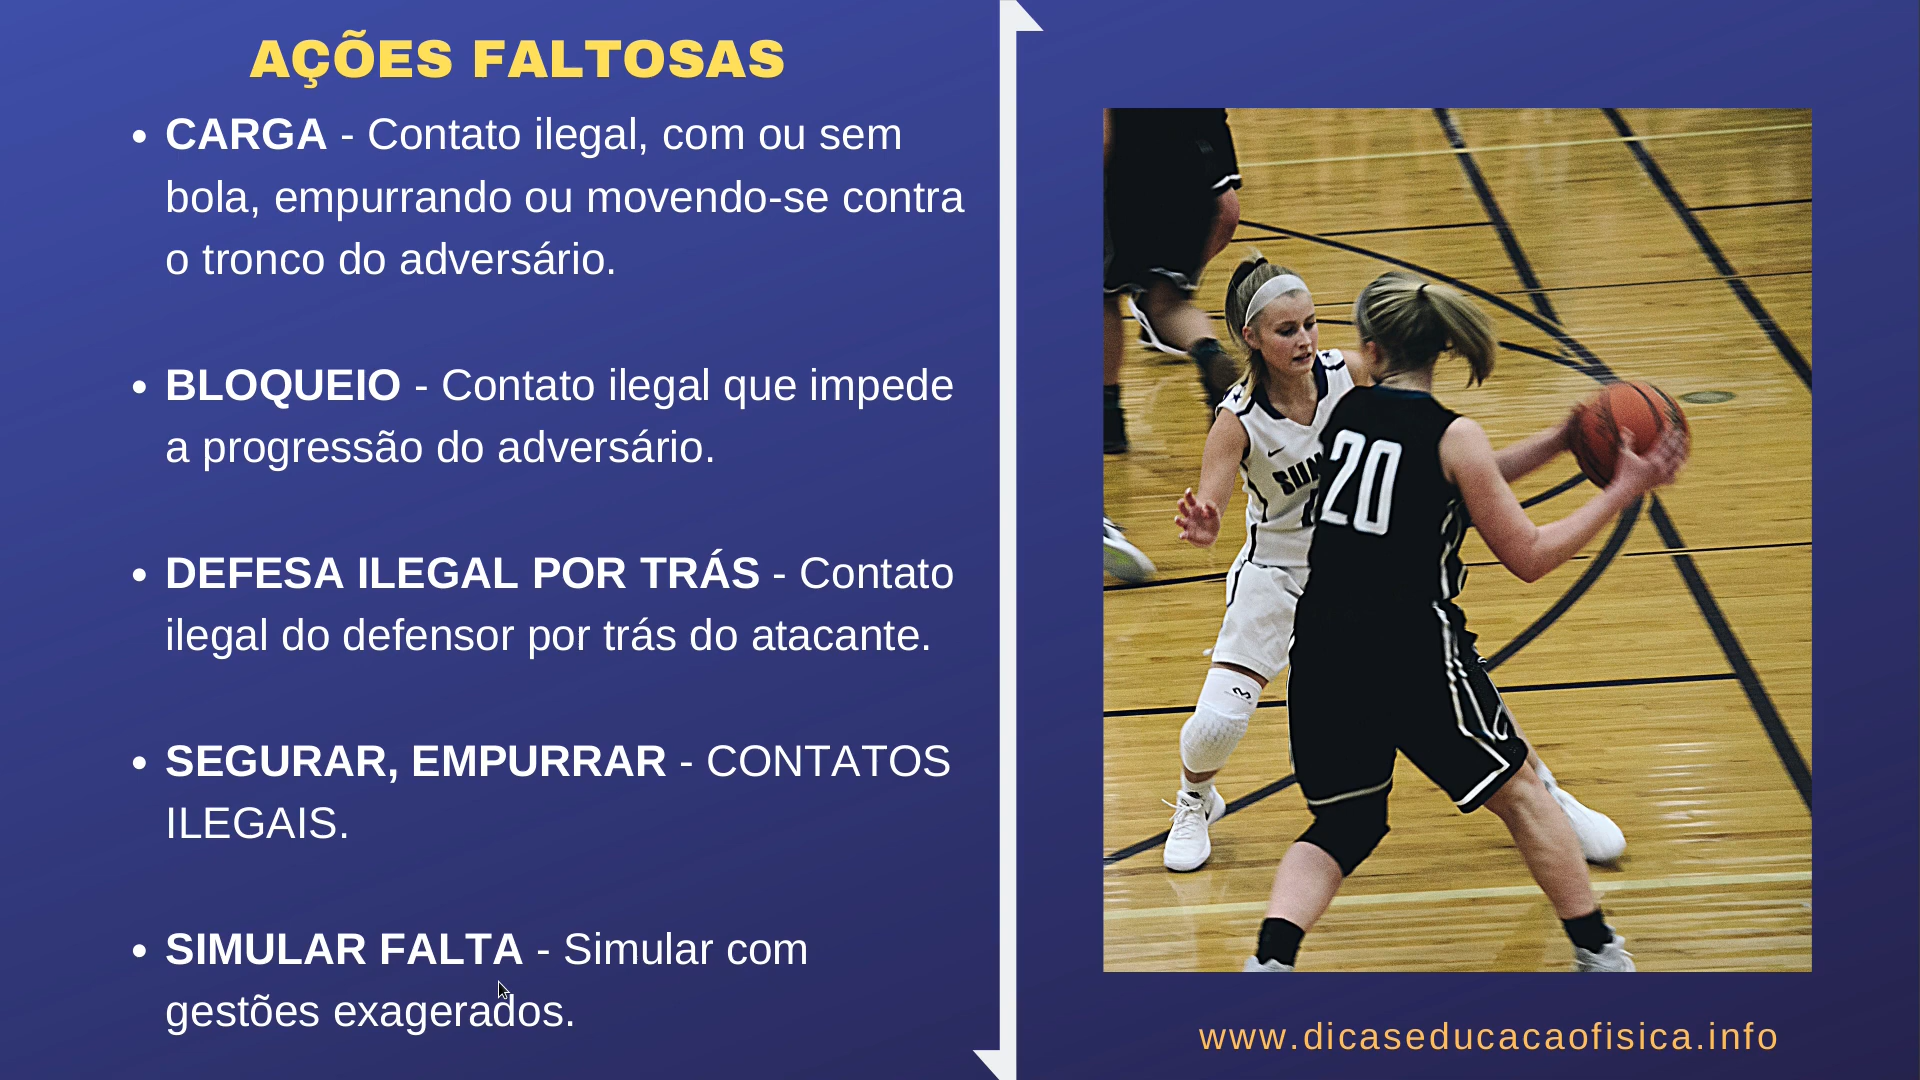 AÇÕES FALTOSAS
• CARGA - Contato ilegal, com ou sem
bola, empurrando ou movendo-se contra
o tronco do adversário.
• BLOQUEIO - Contato ilegal que impede
a progressão do adversário.
• DEFESA ILEGAL POR TRÁS - Contato
ilegal do defensor por trás do atacante.
• SEGURAR, EMPURRAR - CONTATOS
ILEGAIS.
• SIMULAR FALTA - Simular com
gestões exagerados.
20
www.dicaseducacaofisica.info